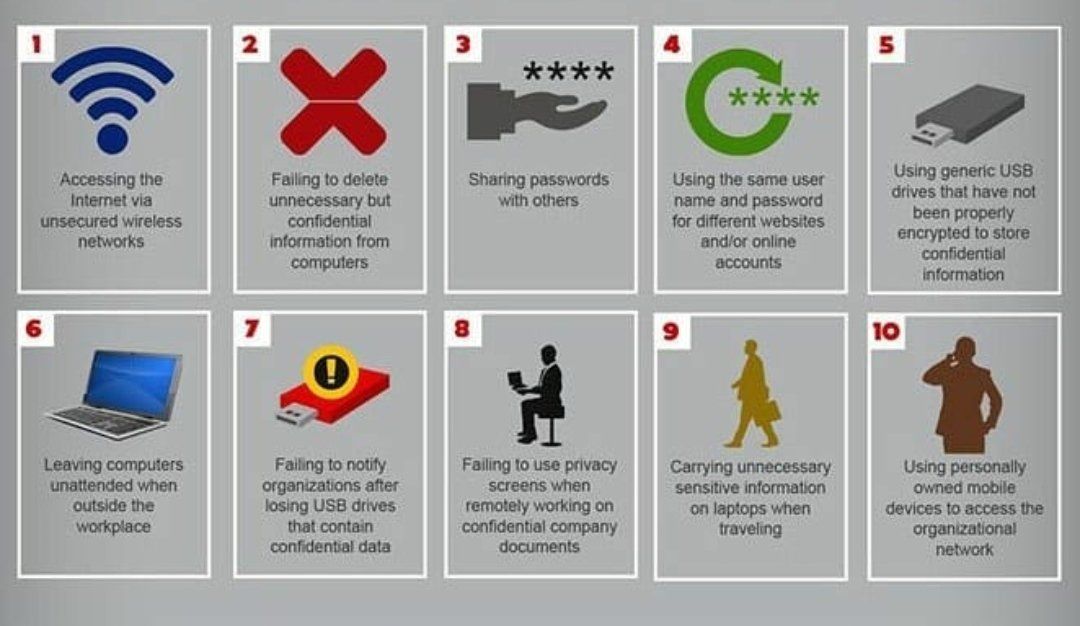 1
Accessing the
Internet via
unsecured wireless
networks
2
Failing to delete
unnecessary but
confidential
information from
computers
3
****
Sharing passwords
with others
4
****
Using the same user
name and password
for different websites
and/or online
accounts
5
Using generic USB
drives that have not
been properly
encrypted to store
confidential
information
6
Leaving computers
unattended when
outside the
workplace
7
!
Failing to notify
organizations after
losing USB drives
that contain
confidential data
8
Failing to use privacy
screens when
remotely working on
confidential company
documents
9
Carrying unnecessary
sensitive information
on laptops when
traveling
10
Using personally
owned mobile
devices to access the
organizational
network